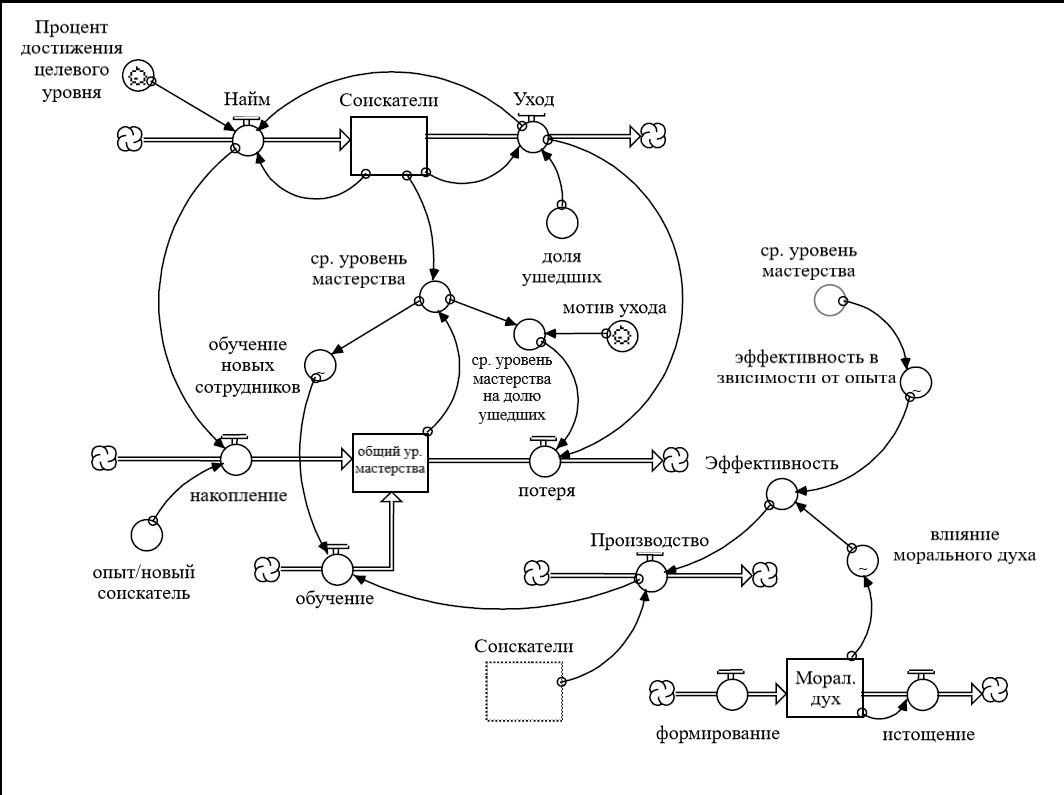 Процент
достижения
целевого
уровня
Найм
Соискатели
Уход
ср. уровень
мастерства
доля
ушедших
мотив ухода
ср. уровень
мастерства
обучение
новых
сотрудников
ср. уровень
мастерства
на долю
ушедших
эффективность в
звисимости от опыта
общий ур.
мастерства
накопление
потеря
Эффективность
опыт/новый
соискатель
обучение
Производство
влияние
морального духа
Соискатели
Морал.
дух
формирование
истощение